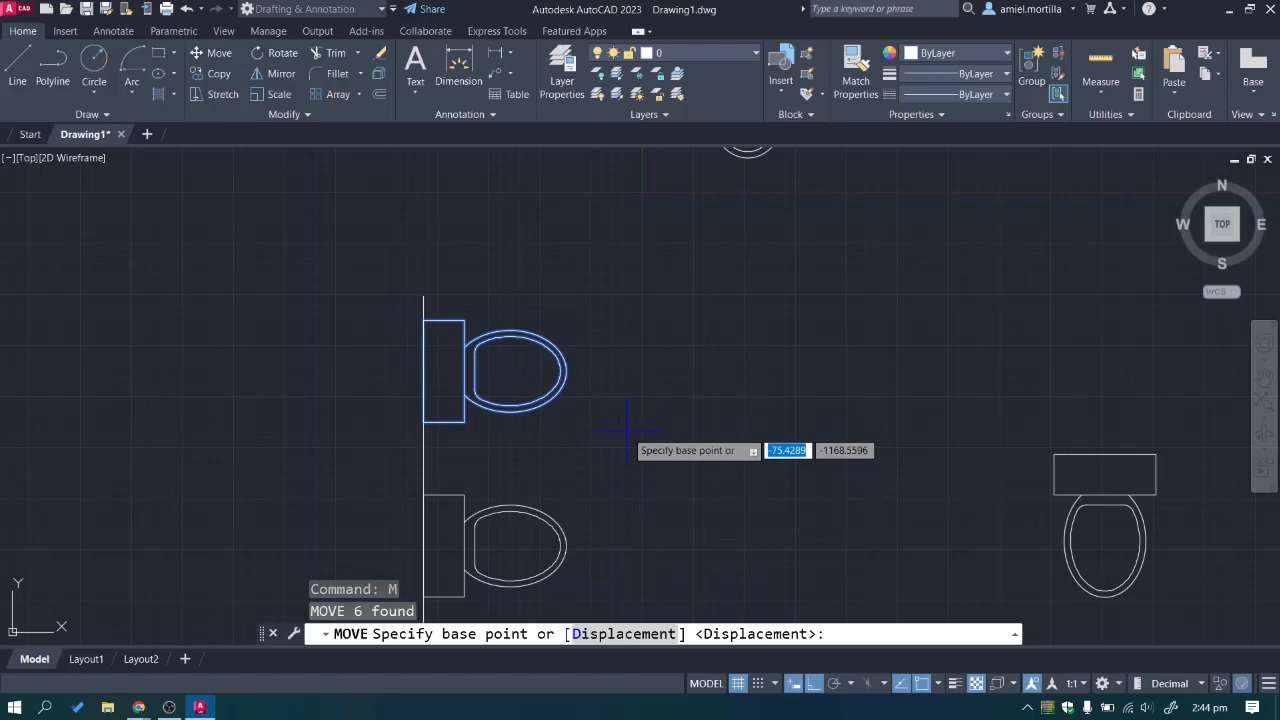 CAD
Drafting & Annotation
Share
Autodesk AutoCAD 2023
Drawing1.dwg
Type a keyword or phrase
amiel.mortilla
Home
Insert
Annotate
Parametric
View
Manage
Output
Add-ins
Collaborate
Express Tools
Featured Apps
Line
Polyline
Circle
Arc
Move
Rotate
Trim
Copy
Mirror
Fillet
Stretch
Scale
Array
Text
Dimension
Table
Layer
Properties
0
Insert
Match
Properties
ByLayer
ByLayer
ByLayer
Group
Measure
Paste
Base
Draw
Modify
Annotation
Layers
Block
Properties
Groups
Utilities
Clipboard
View
Start
Drawing1*
[−][Top][2D Wireframe]
N
W
TOP
E
S
WCS
Specify base point or
-75.4289
-1168.5596
Command: M
MOVE 6 found
Y
X
MOVE Specify base point or [Displacement] <Displacement>:
Model
Layout1
Layout2
MODEL
1:1
Decimal
2:44 pm